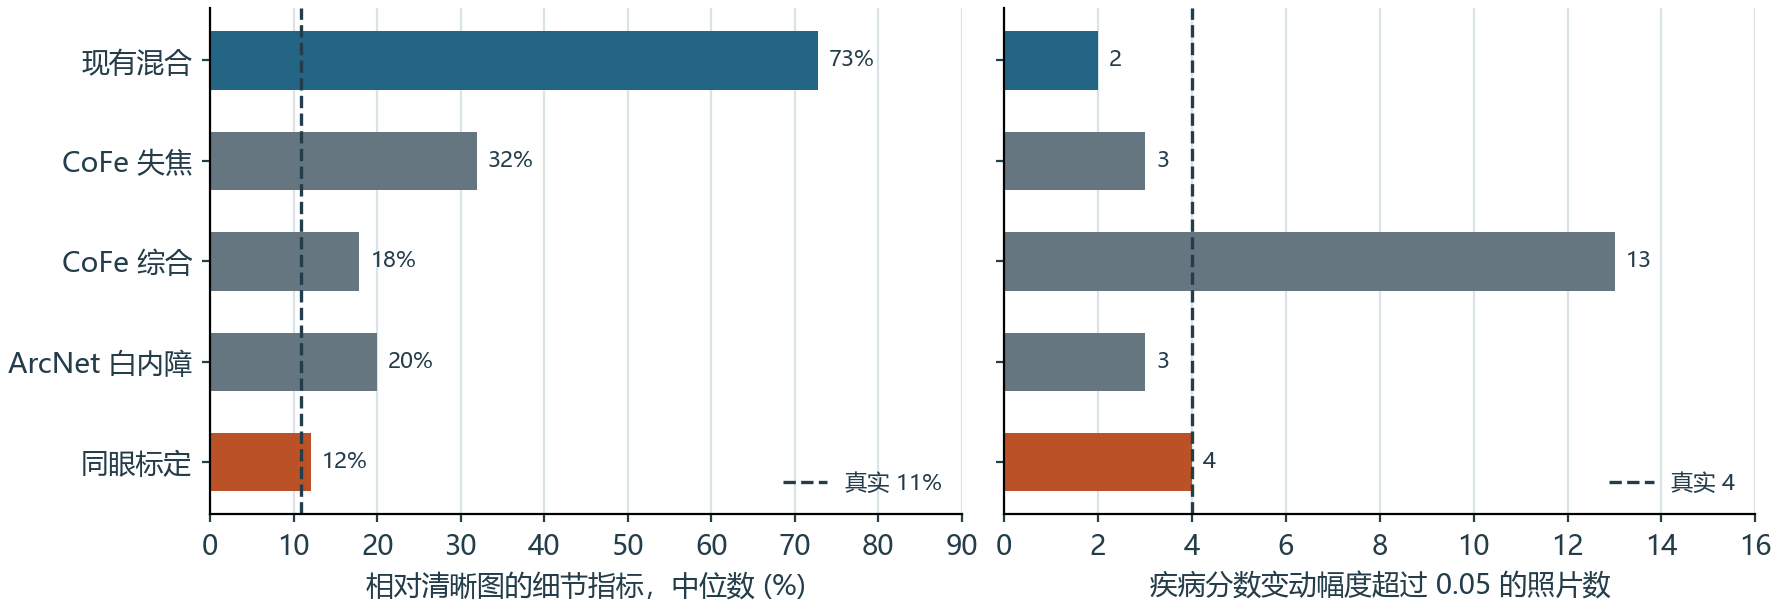 现有混合
73%
CoFe 失焦
32%
CoFe 综合
18%
ArcNet 白内障
20%
同眼标定
12%
真实 11%
0 10 20 30 40 50 60 70 80 90
相对清晰图的细节指标，中位数 (%)
2
3
13
3
4
真实 4
0 2 4 6 8 10 12 14 16
疾病分数变动幅度超过 0.05 的照片数